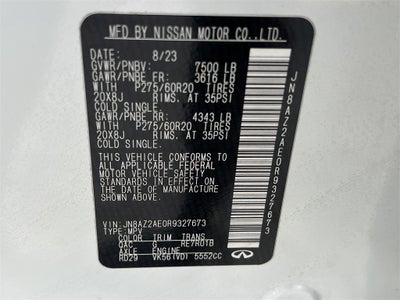 MFD BY NISSAN MOTOR CO., LTD.
DATE: 8/23
GVWR/PNBV: 7500 LB
GAWR/PNBE FR: 3616 LB
WITH P275/60R20 TIRES
20X8J RIMS. AT 35PSI
COLD SINGLE.
GAWR/PNBE RR: 4343 LB
WITH P275/60R20 TIRES
20X8J RIMS. AT 35PSI
COLD SINGLE.
THIS VEHICLE CONFORMS TO
ALL APPLICABLE FEDERAL
MOTOR VEHICLE SAFETY
STANDARDS IN EFFECT ON
THE DATE OF MANUFACTURE
SHOWN ABOVE.
VIN: JN8AZ2AE0R9327673
TYPE: MPV
COLOR TRIM TRANS
QXC G RE7R01B
AXLE ENGINE
RD29 VK56(VD) 5552CC
JN8AZ2AE0R9327673